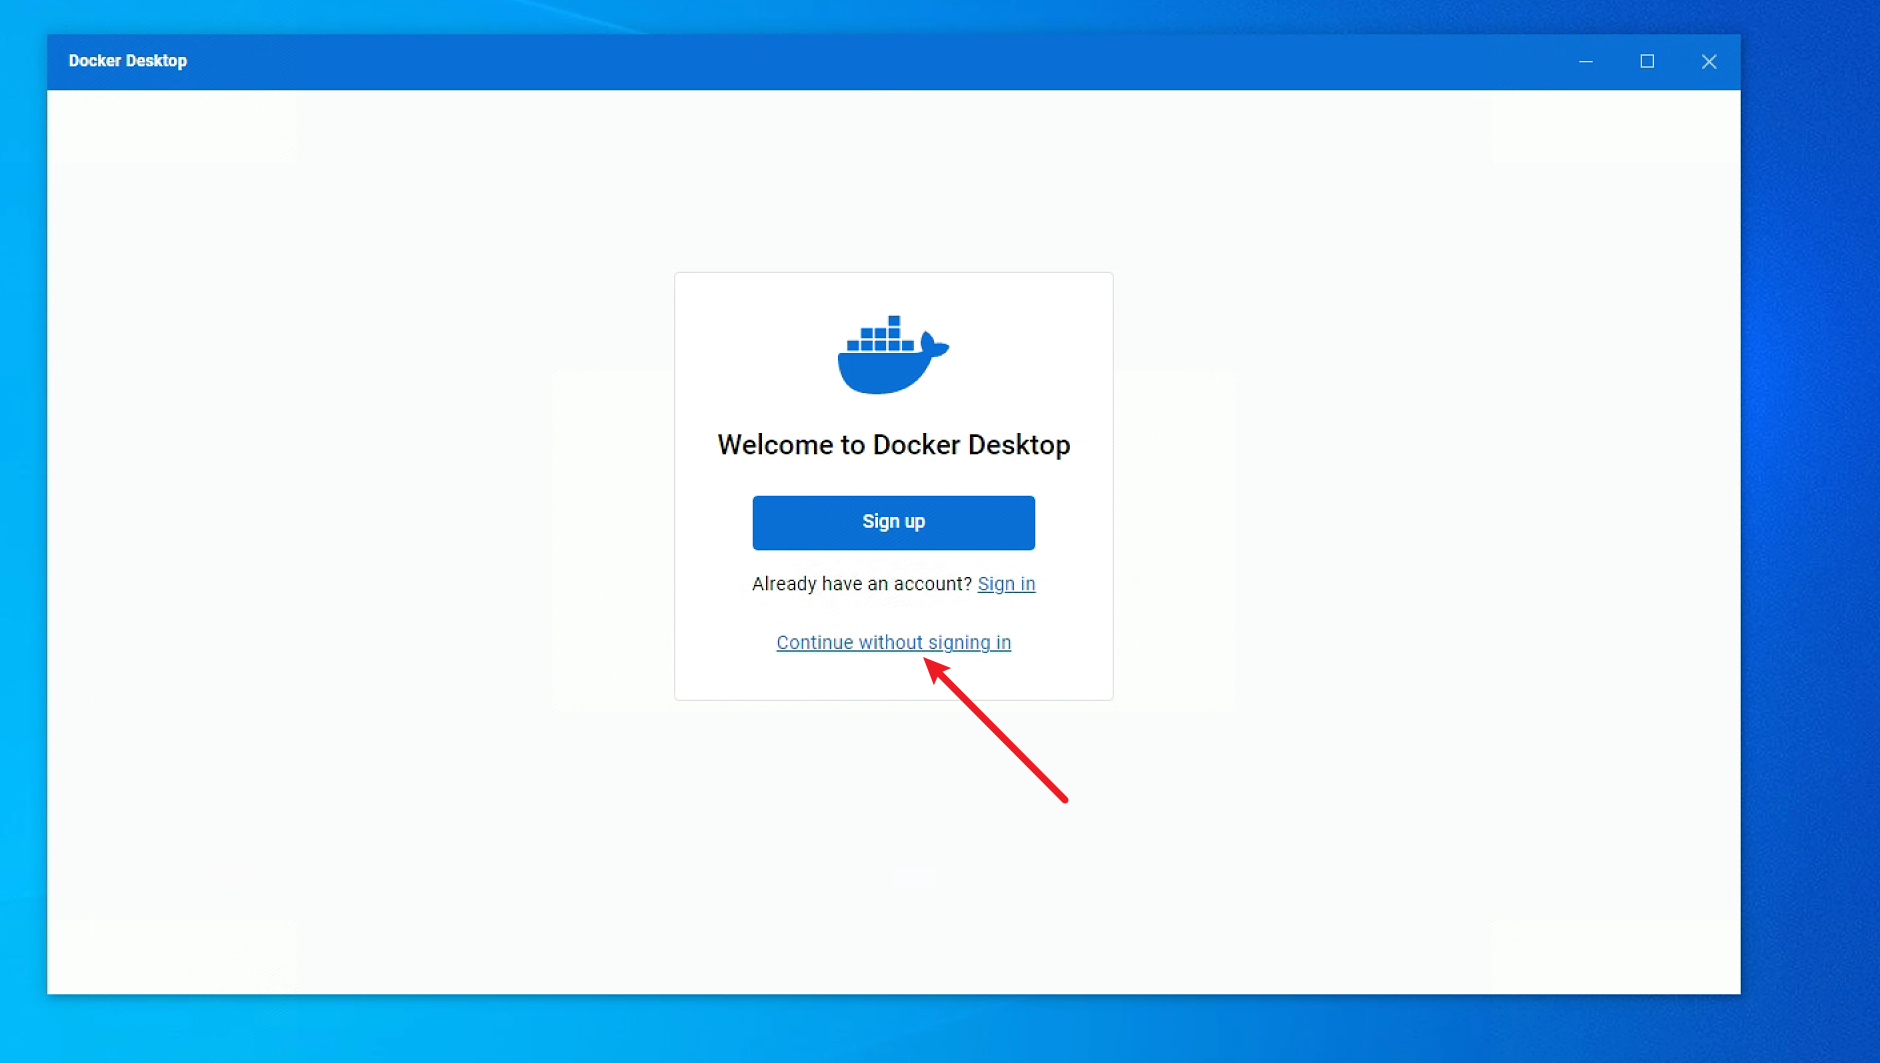 Docker Desktop
Welcome to Docker Desktop
Sign up
Already have an account? Sign in
Continue without signing in